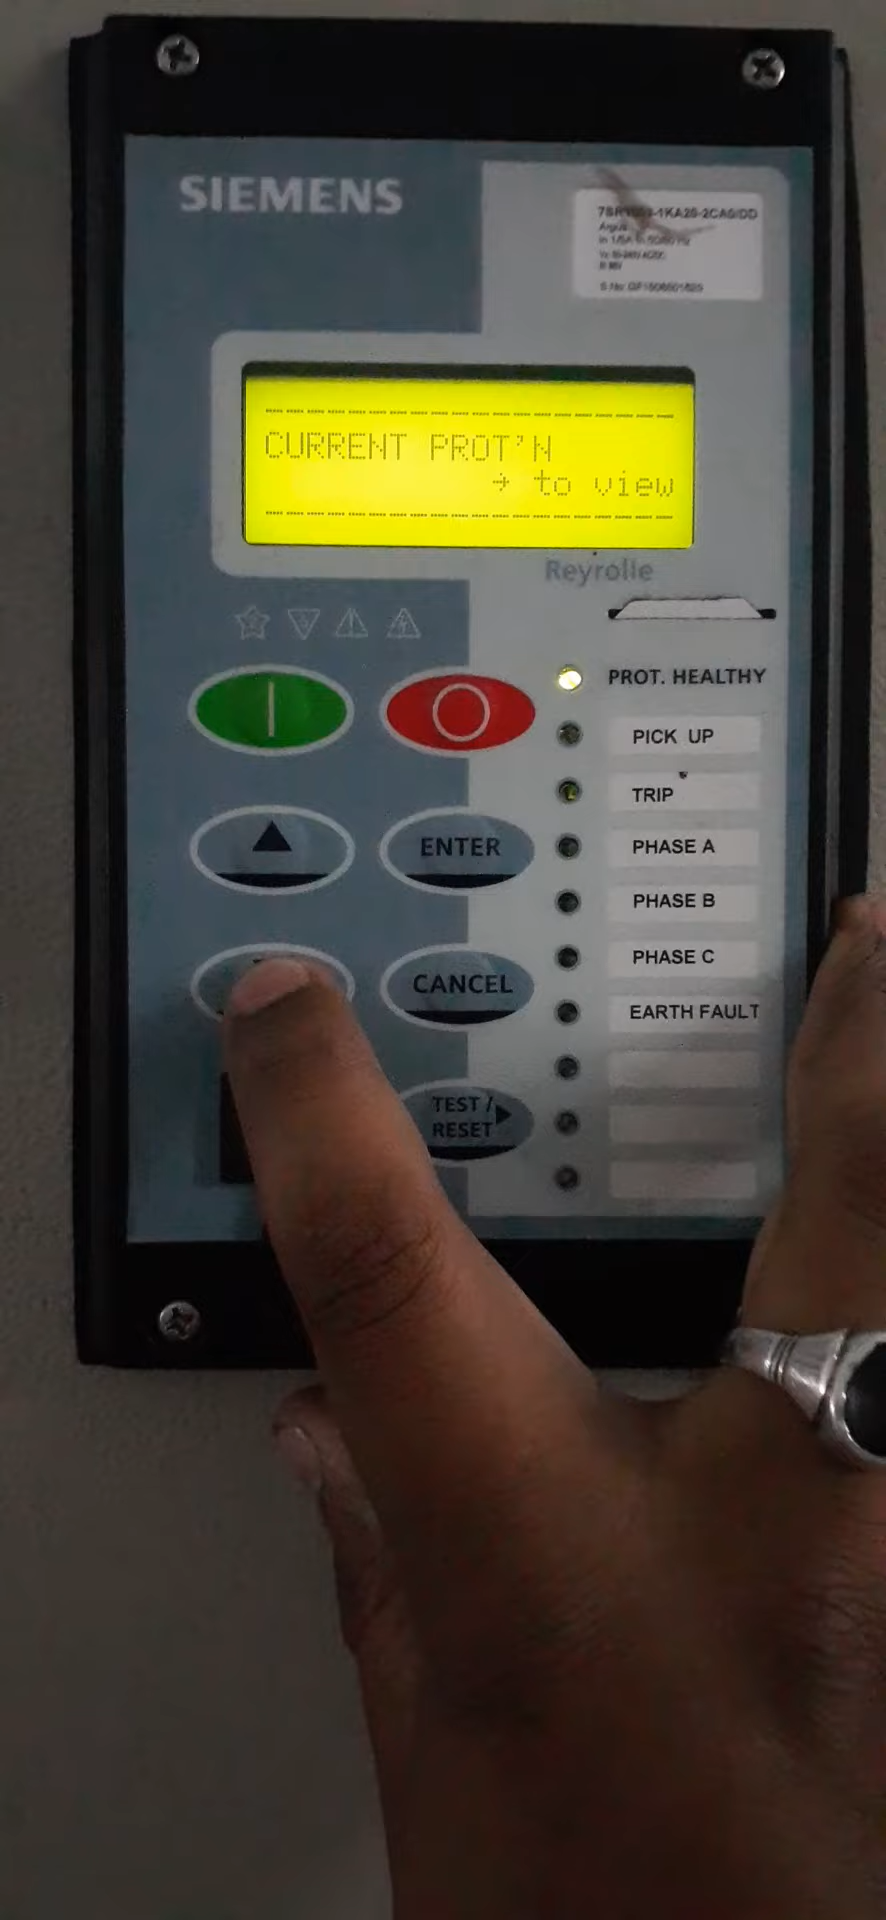 SIEMENS
Argus
CURRENT PROT'N
→ to view
Reyrolle
PROT. HEALTHY
PICK UP
TRIP
PHASE A
ENTER
PHASE B
PHASE C
CANCEL
EARTH FAULT
TEST /
RESET